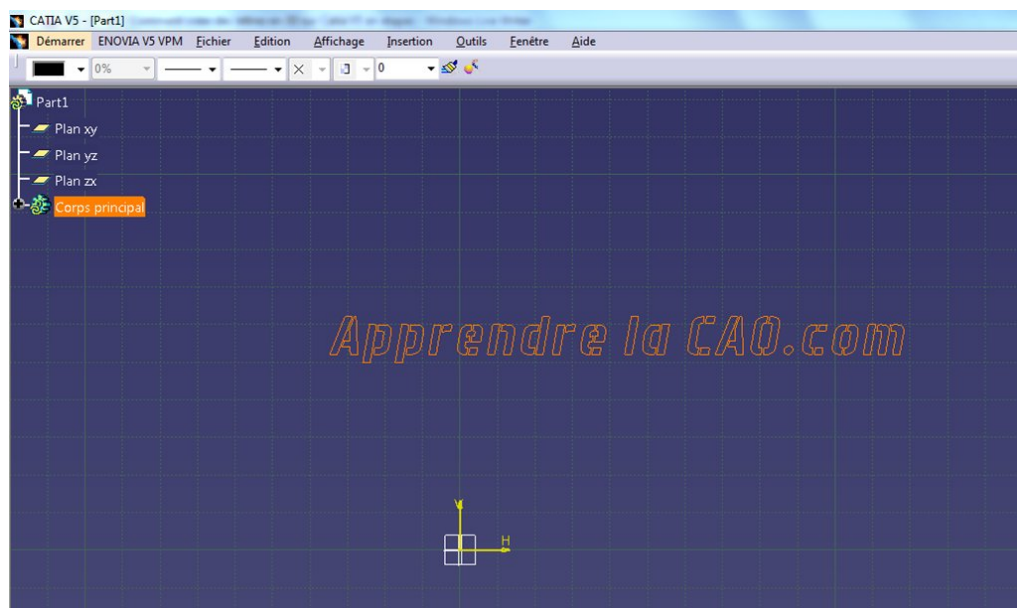 CATIA V5 - [Part1]
Démarrer ENOVIA V5 VPM Fichier Edition Affichage Insertion Outils Fenêtre Aide
0% 0
Part1
Plan xy
Plan yz
Plan zx
Corps principal
Apprendre la CAO.com
V
H